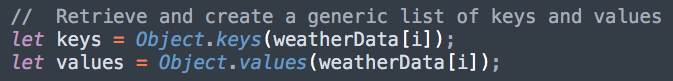 //  Retrieve and create a generic list of keys and values
let keys = Object.keys(weatherData[i]);
let values = Object.values(weatherData[i]);